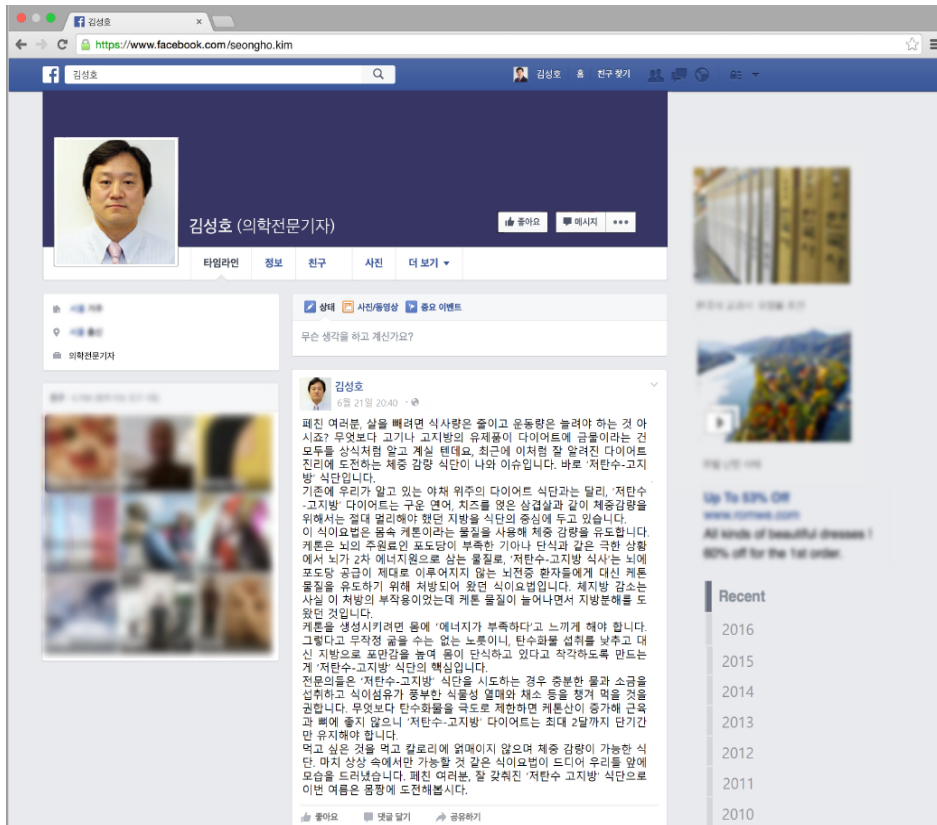 김성호
https://www.facebook.com/seongho.kim
김성호
김성호 홈 친구 찾기
김성호 (의학전문기자)
좋아요 메시지
타임라인 정보 친구 사진 더 보기
의학전문기자
상태 사진/동영상 중요 이벤트
무슨 생각을 하고 계신가요?
김성호
6월 21일 20:40
페친 여러분, 살을 빼려면 식사량은 줄이고 운동량은 늘려야 하는 것 아
시죠? 무엇보다 고기나 고지방의 유제품이 다이어트에 금물이라는 건
모두들 상식처럼 알고 계실 텐데요, 최근에 이처럼 잘 알려진 다이어트
진리에 도전하는 체중 감량 식단이 나와 이슈입니다. 바로 '저탄수-고지
방' 식단입니다.
기존에 우리가 알고 있는 야채 위주의 다이어트 식단과는 달리, '저탄수
-고지방' 다이어트는 구운 연어, 치즈를 얹은 삼겹살과 같이 체중감량을
위해서는 절대 멀리해야 했던 지방을 식단의 중심에 두고 있습니다.
이 식이요법은 몸속 케톤이라는 물질을 사용해 체중 감량을 유도합니다.
케톤은 뇌의 주원료인 포도당이 부족한 기아나 단식과 같은 극한 상황
에서 뇌가 2차 에너지원으로 삼는 물질로, '저탄수-고지방 식사'는 뇌에
포도당 공급이 제대로 이루어지지 않는 뇌전증 환자들에게 대신 케톤
물질을 유도하기 위해 처방되어 왔던 식이요법입니다. 체지방 감소는
사실 이 처방의 부작용이었는데 케톤 물질이 늘어나면서 지방분해를 도
왔던 것입니다.
케톤을 생성시키려면 몸에 '에너지가 부족하다'고 느끼게 해야 합니다.
그렇다고 무작정 굶을 수는 없는 노릇이니, 탄수화물 섭취를 낮추고 대
신 지방으로 포만감을 높여 몸이 단식하고 있다고 착각하도록 만드는
게 '저탄수-고지방' 식단의 핵심입니다.
전문의들은 '저탄수-고지방' 식단을 시도하는 경우 충분한 물과 소금을
섭취하고 식이섬유가 풍부한 식물성 열매와 채소 등을 챙겨 먹을 것을
권합니다. 무엇보다 탄수화물을 극도로 제한하면 케톤산이 증가해 근육
과 뼈에 좋지 않으니 '저탄수-고지방' 다이어트는 최대 2달까지 단기간
만 유지해야 합니다.
먹고 싶은 것을 먹고 칼로리에 얽매이지 않으며 체중 감량이 가능한 식
단. 마치 상상 속에서만 가능할 것 같은 식이요법이 드디어 우리들 앞에
모습을 드러냈습니다. 페친 여러분, 잘 갖춰진 '저탄수 고지방' 식단으로
이번 여름은 몸짱에 도전해봅시다.
좋아요 댓글 달기 공유하기
Up To 53% Off
www.romwe.com
All kinds of beautiful dresses !
60% off for the 1st order.
Recent
2016
2015
2014
2013
2012
2011
2010